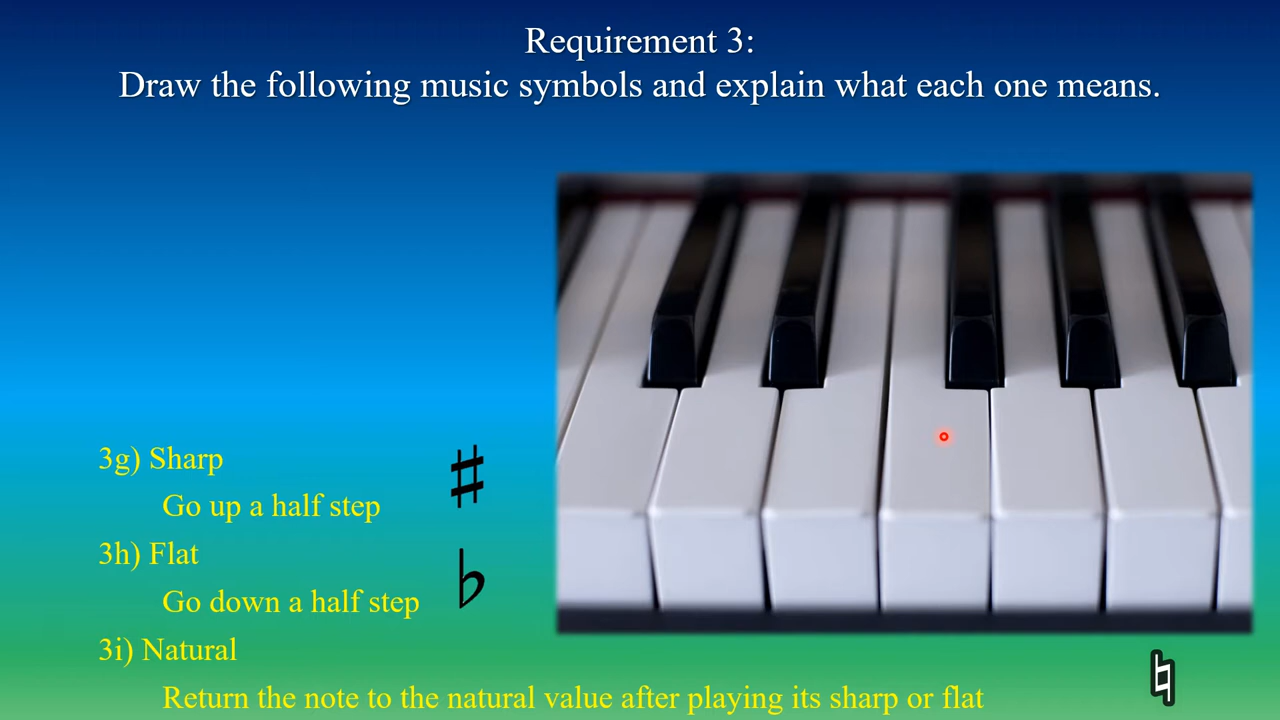 Requirement 3:
Draw the following music symbols and explain what each one means.
3g) Sharp
♯
Go up a half step
3h) Flat
♭
Go down a half step
3i) Natural
♮
Return the note to the natural value after playing its sharp or flat